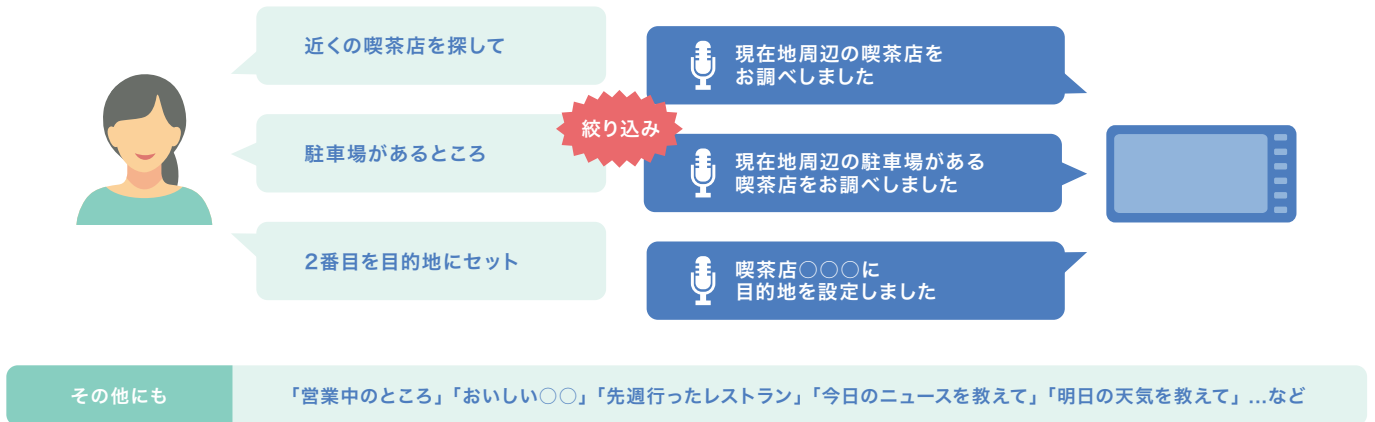 近くの喫茶店を探して
現在地周辺の喫茶店を
お調べしました
絞り込み
駐車場があるところ
現在地周辺の駐車場がある
喫茶店をお調べしました
2番目を目的地にセット
喫茶店○○○に
目的地を設定しました
その他にも
「営業中のところ」「おいしい○○」「先週行ったレストラン」「今日のニュースを教えて」「明日の天気を教えて」…など